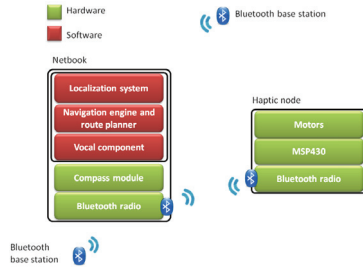 Hardware
Software
Bluetooth base station
Netbook
Localization system
Navigation engine and
route planner
Vocal component
Compass module
Bluetooth radio
Haptic node
Motors
MSP430
Bluetooth radio
Bluetooth
base station